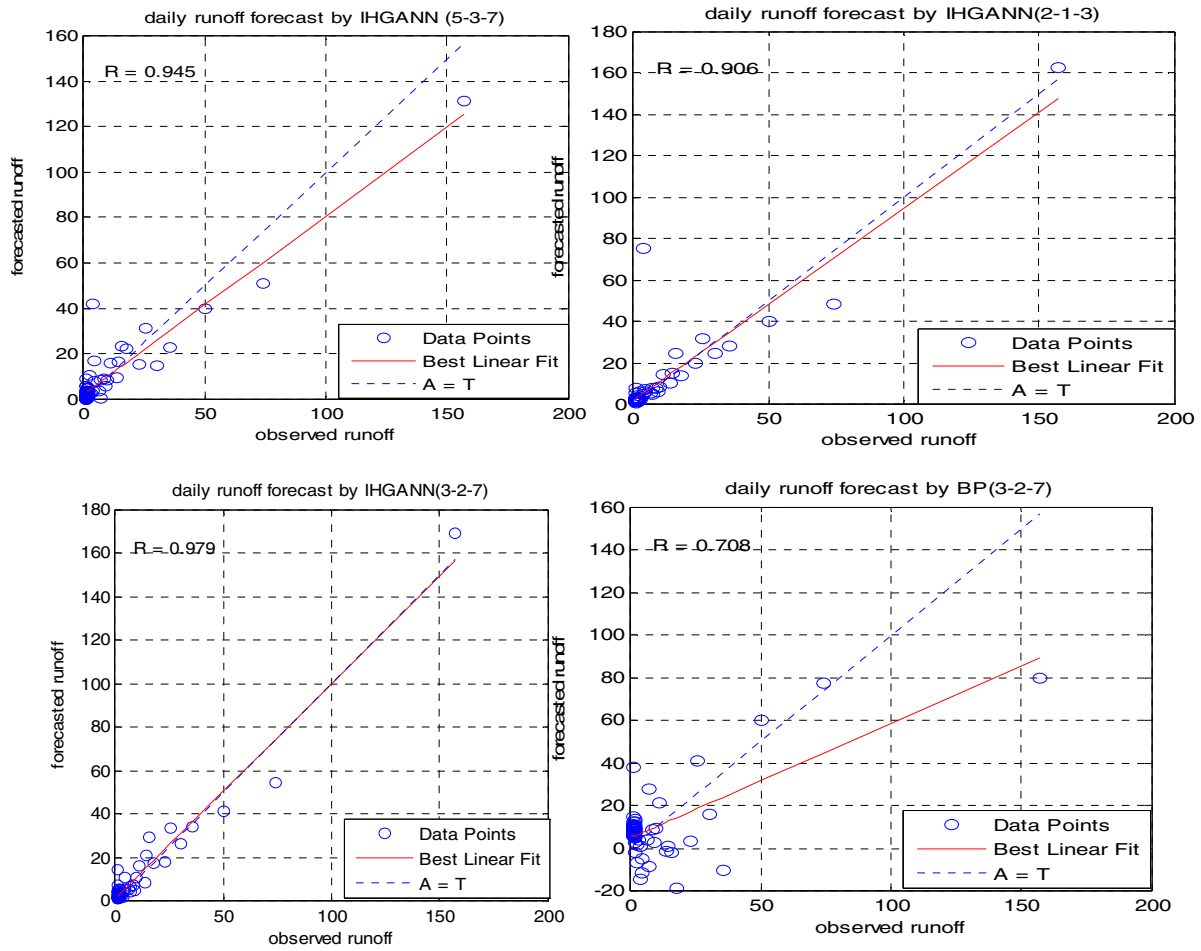 daily runoff forecast by IHGANN (5-3-7)
R = 0.945
160
140
120
100
80
60
40
20
0
forecasted runoff
Data Points
Best Linear Fit
A = T
0
50
100
150
200
observed runoff
daily runoff forecast by IHGANN(2-1-3)
R = 0.906
160
140
120
100
80
60
40
20
0
forecasted runoff
Data Points
Best Linear Fit
A = T
0
50
100
150
200
observed runoff
daily runoff forecast by IHGANN(3-2-7)
R = 0.979
180
160
140
120
100
80
60
40
20
0
forecasted runoff
Data Points
Best Linear Fit
A = T
0
50
100
150
200
observed runoff
daily runoff forecast by BP(3-2-7)
R = 0.708
160
140
120
100
80
60
40
20
0
-20
forecasted runoff
Data Points
Best Linear Fit
A = T
0
50
100
150
200
observed runoff